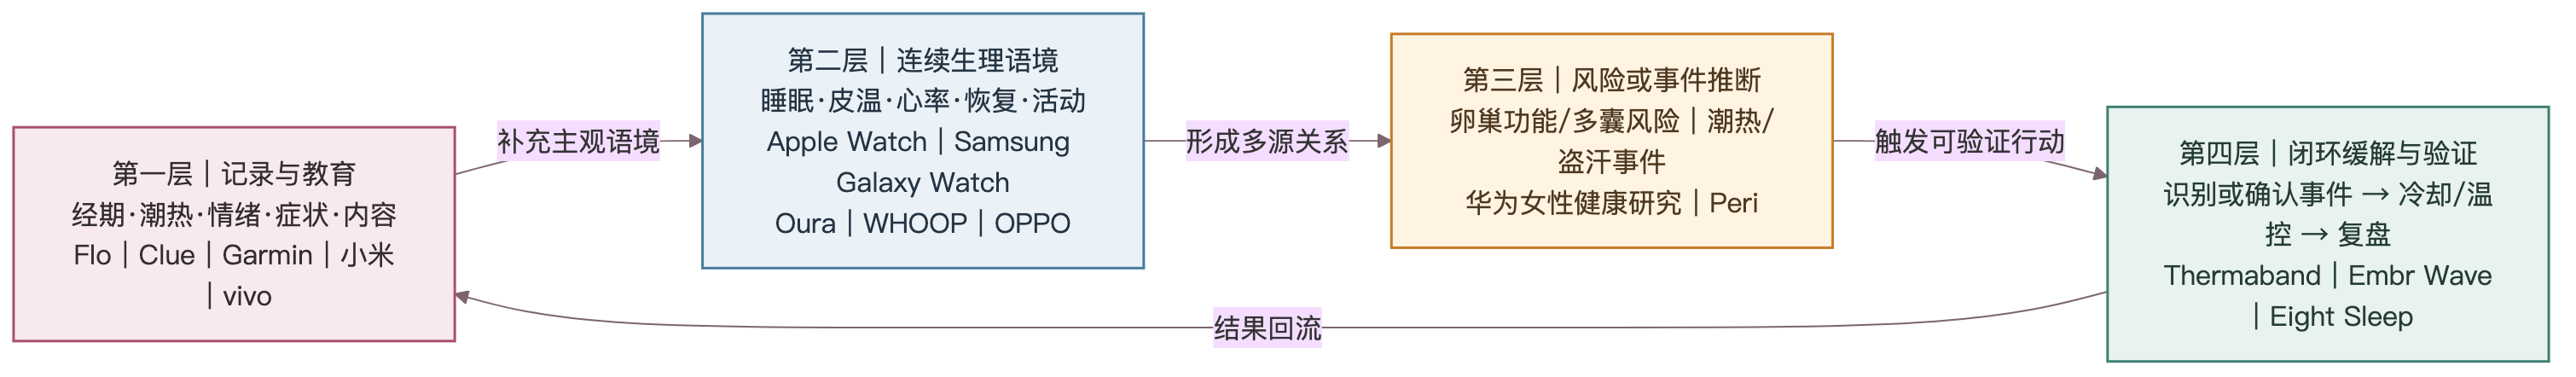 第一层｜记录与教育
经期·潮热·情绪·症状·内容
Flo｜Clue｜Garmin｜小米
｜vivo
补充主观语境
第二层｜连续生理语境
睡眠·皮温·心率·恢复·活动
Apple Watch｜Samsung
Galaxy Watch
Oura｜WHOOP｜OPPO
形成多源关系
第三层｜风险或事件推断
卵巢功能/多囊风险｜潮热/
盗汗事件
华为女性健康研究｜Peri
触发可验证行动
第四层｜闭环缓解与验证
识别或确认事件 → 冷却/温
控 → 复盘
Thermaband｜Embr Wave
｜Eight Sleep
结果回流